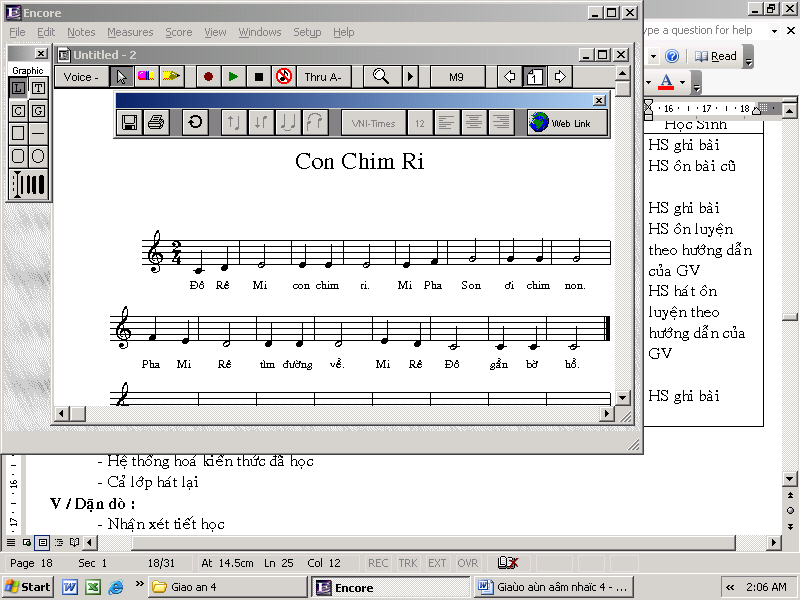 Encore
File Edit Notes Measures Score View Windows Setup Help
Untitled - 2
Graphic
Voice - Thru A- M9 1
L T
C G
VNI-Times 12 Web Link
Con Chim Ri
2
4
Đô Rê Mi con chim ri. Mi Pha Son ơi chim non.
Pha Mi Rê tìm đường về. Mi Rê Đô gần bờ hồ.
ype a question for help
Read
A
16 17 18
Học Sinh
HS ghi bài
HS ôn bài cũ
HS ghi bài
HS ôn luyện
theo hướng dẫn
của GV
HS hát ôn
luyện theo
hướng dẫn của
GV
HS ghi bài
- Hệ thống hoá kiến thức đã học
- Cả lớp hát lại
V / Dặn dò :
- Nhận xét tiết học
16
17
Page 18 Sec 1 18/31 At 14.5cm Ln 25 Col 12 REC TRK EXT OVR
Start Giao an 4 Encore Giaùo aùn aâm nhaïc 4 - ... 2:06 AM